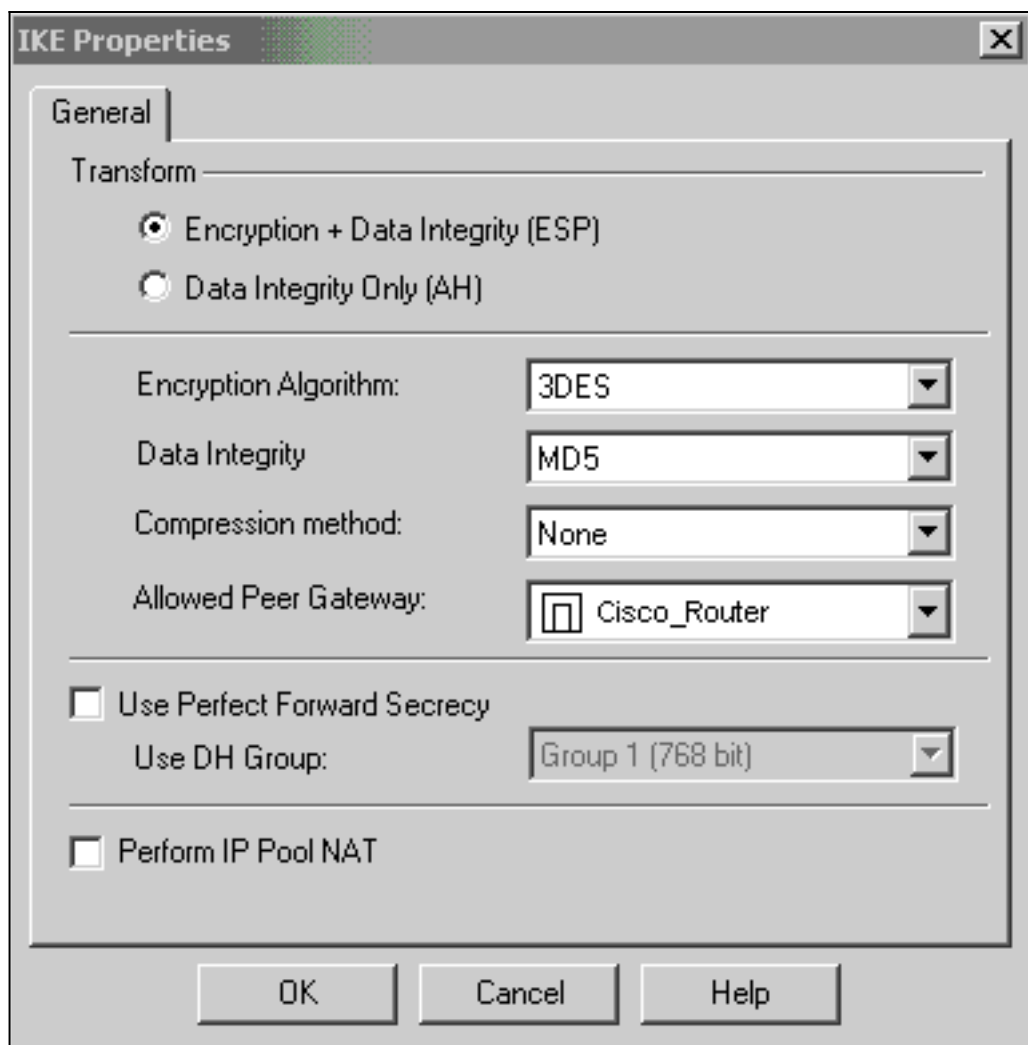 IKE Properties
General
Transform
Encryption + Data Integrity (ESP)
Data Integrity Only (AH)
Encryption Algorithm: 3DES
Data Integrity MD5
Compression method: None
Allowed Peer Gateway: Cisco_Router
Use Perfect Forward Secrecy
Use DH Group: Group 1 (768 bit)
Perform IP Pool NAT
OK Cancel Help